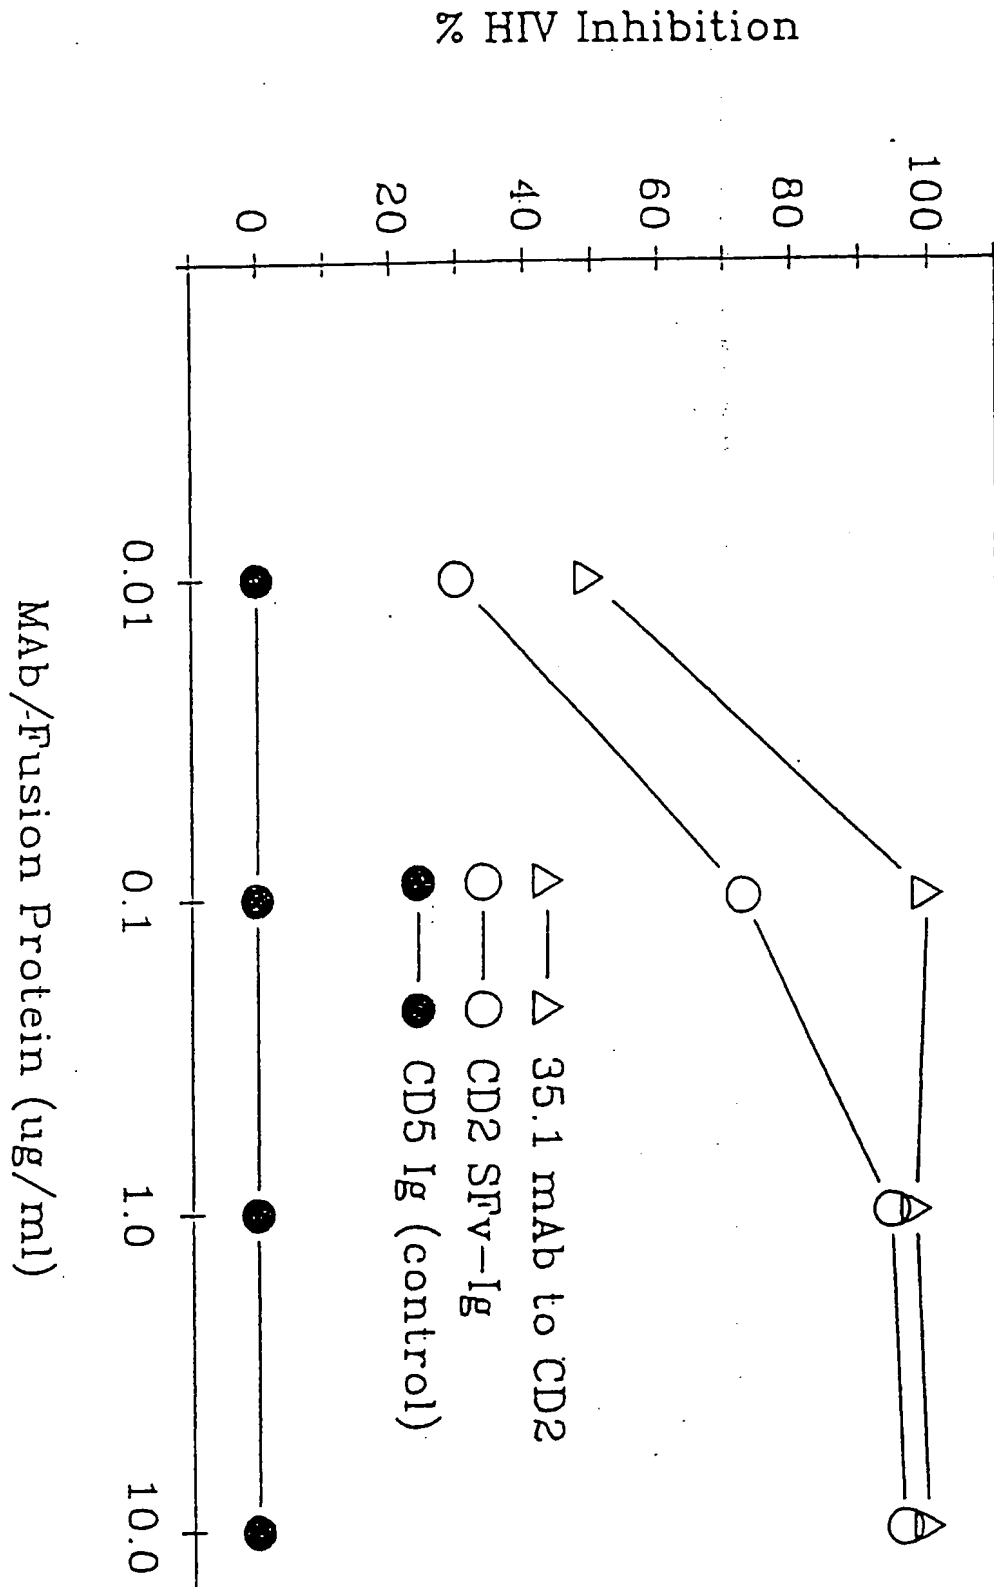 % HIV Inhibition
100
80
60
40
20
0
0.01
0.1
1.0
10.0
MAb/Fusion Protein (ug/ml)
35.1 mAb to CD2
CD2 SFv-Ig
CD5 Ig (control)